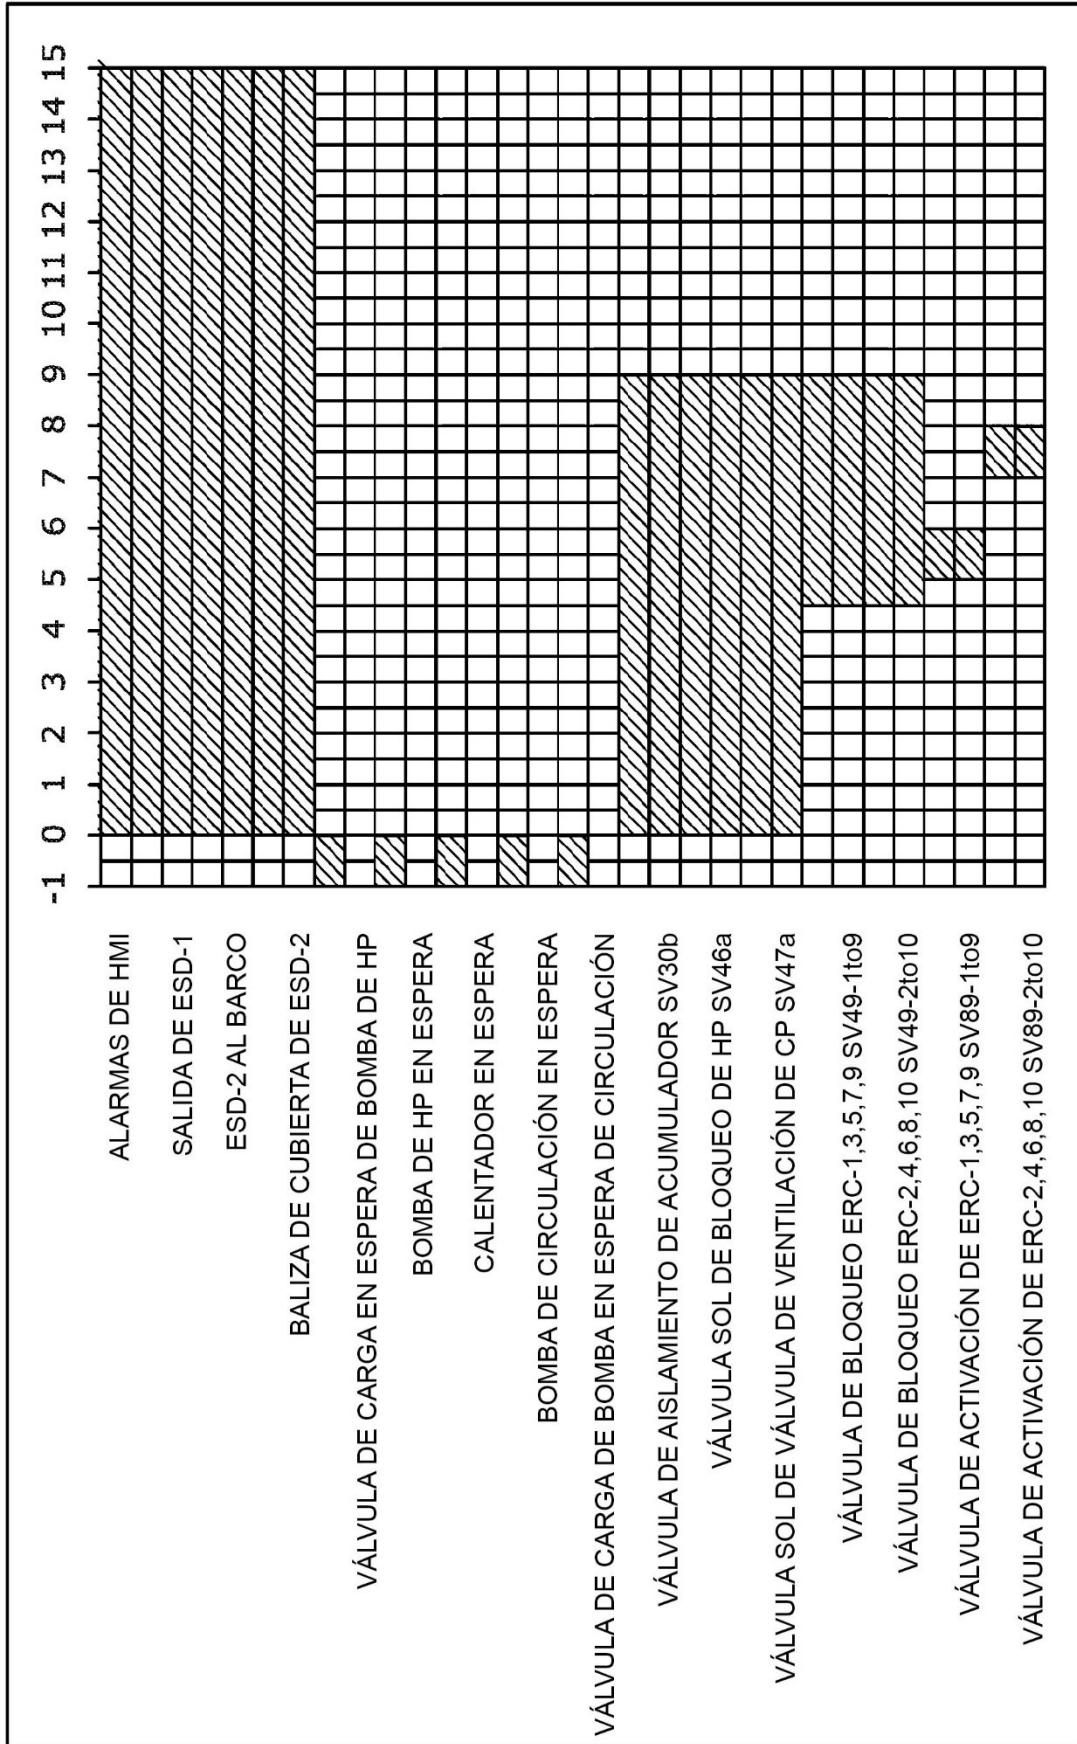 -1 0 1 2 3 4 5 6 7 8 9 10 11 12 13 14 15
ALARMAS DE HMI
SALIDA DE ESD-1
ESD-2 AL BARCO
BALIZA DE CUBIERTA DE ESD-2
VÁLVULA DE CARGA EN ESPERA DE BOMBA DE HP
BOMBA DE HP EN ESPERA
CALENTADOR EN ESPERA
BOMBA DE CIRCULACIÓN EN ESPERA
VÁLVULA DE CARGA DE BOMBA EN ESPERA DE CIRCULACIÓN
VÁLVULA DE AISLAMIENTO DE ACUMULADOR SV30b
VÁLVULA SOL DE BLOQUEO DE HP SV46a
VÁLVULA SOL DE VÁLVULA DE VENTILACIÓN DE CP SV47a
VÁLVULA DE BLOQUEO ERC-1,3,5,7,9 SV49-1to9
VÁLVULA DE BLOQUEO ERC-2,4,6,8,10 SV49-2to10
VÁLVULA DE ACTIVACIÓN DE ERC-1,3,5,7,9 SV89-1to9
VÁLVULA DE ACTIVACIÓN DE ERC-2,4,6,8,10 SV89-2to10